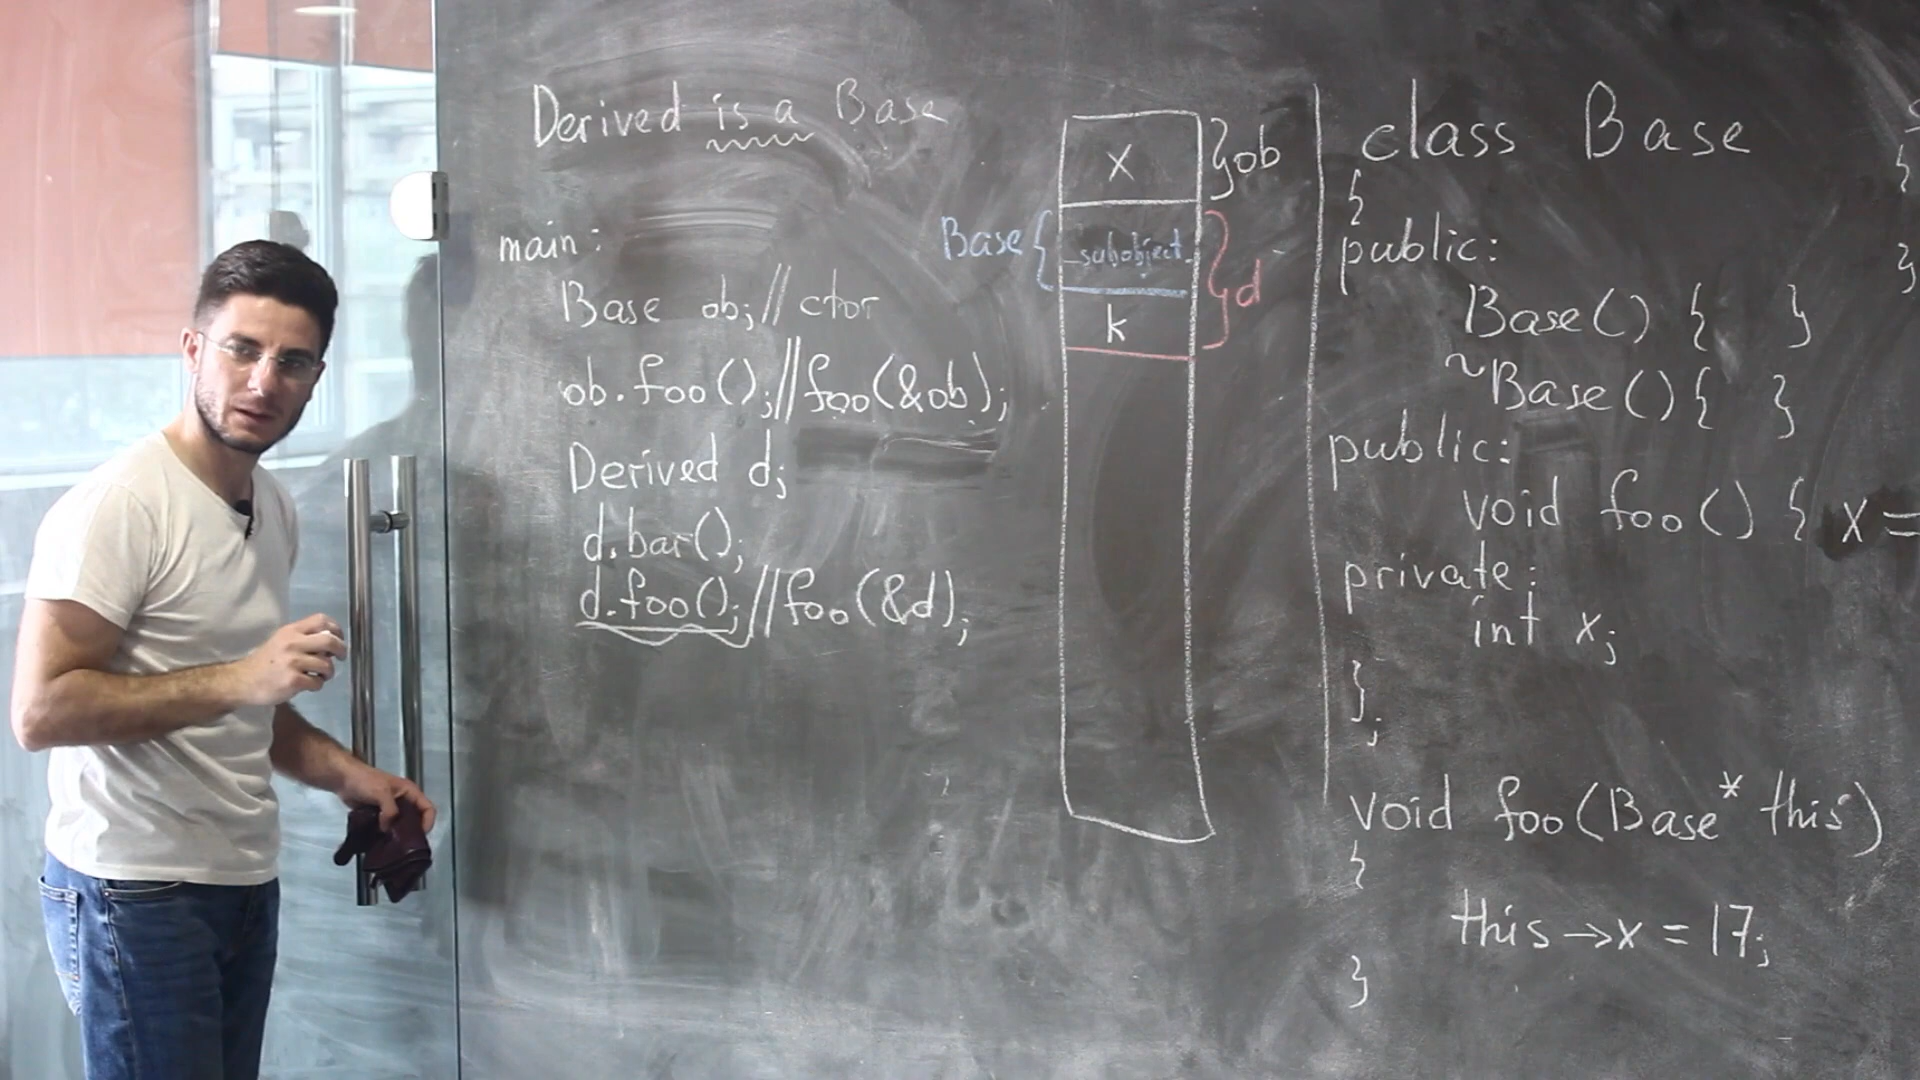 Derived is a Base
main:
Base ob; // ctor
ob.foo(); // foo(&ob);
Derived d;
d.bar();
d.foo(); // foo(&d);
x } ob
Base { subobject } d
k
class Base
{
public:
Base() { }
~Base() { }
public:
void foo() { x =
private:
int x;
}
;
void foo(Base* this)
{
this → x = 17;
}
{
}